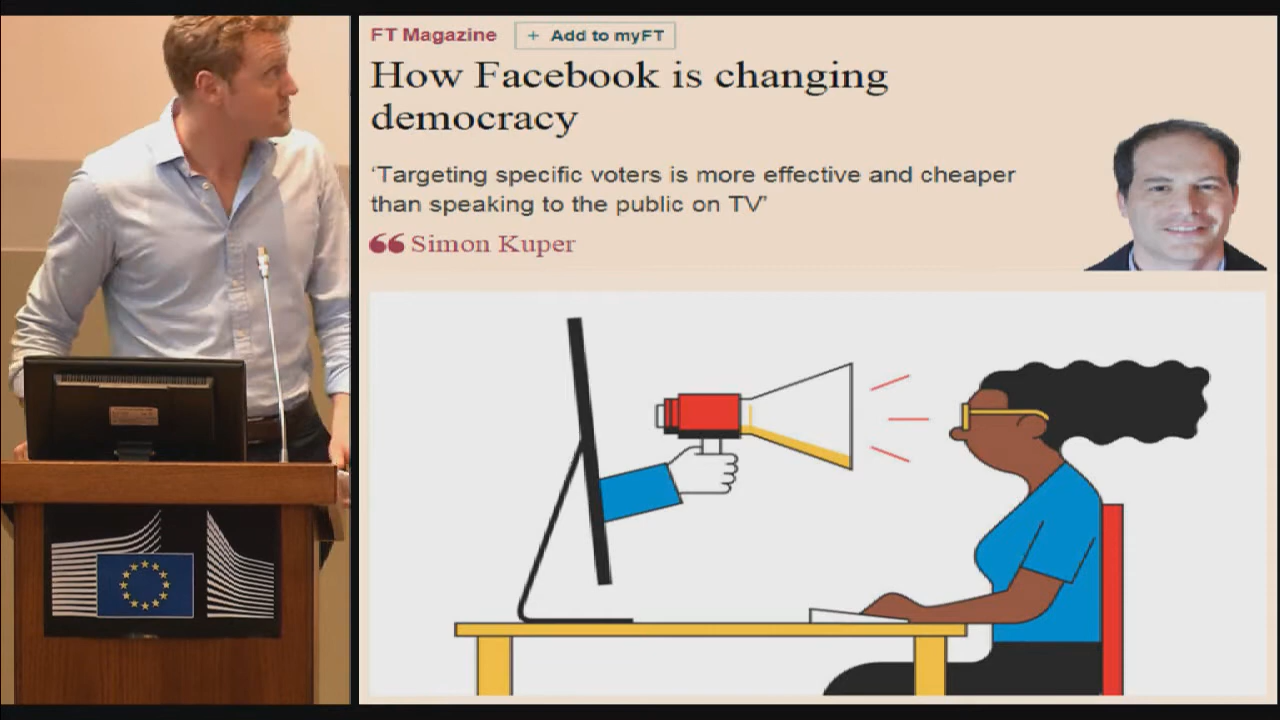 FT Magazine
+ Add to myFT
How Facebook is changing
democracy
‘Targeting specific voters is more effective and cheaper
than speaking to the public on TV’
Simon Kuper